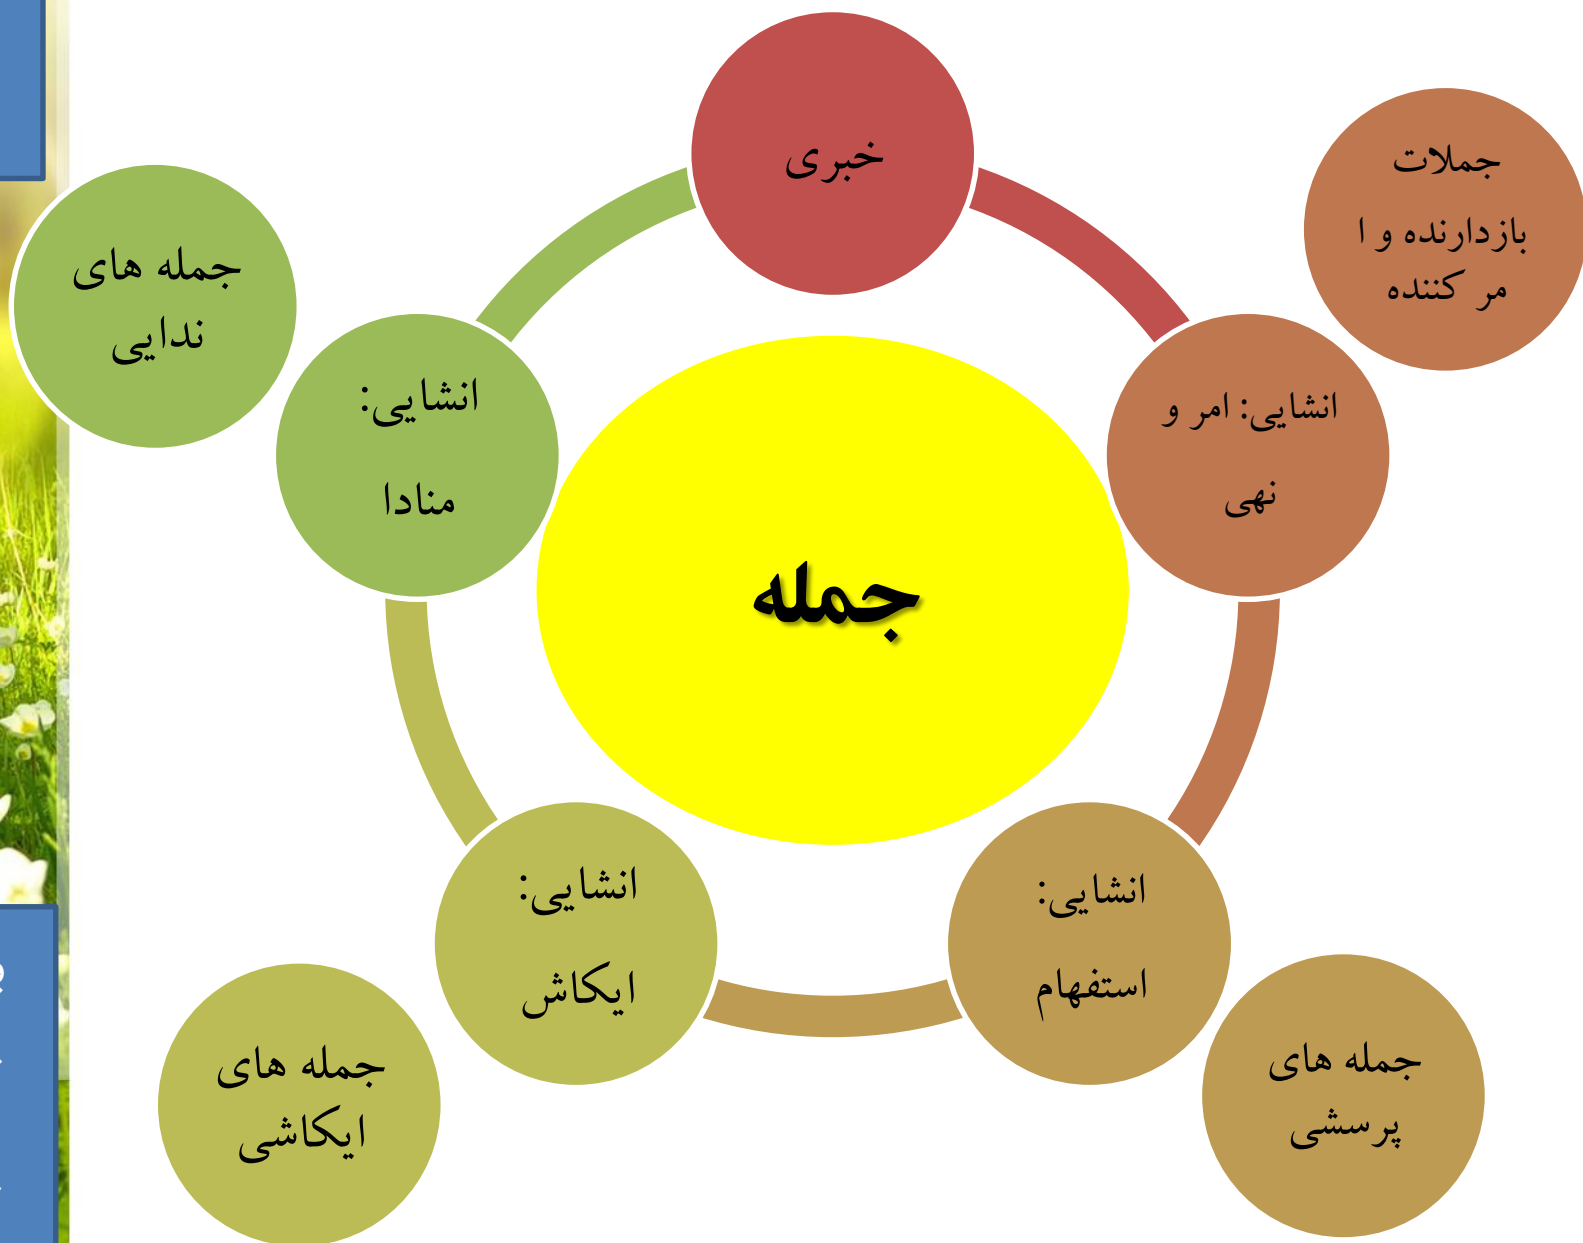 خبری
جملات
بازدارنده و ا
مر کننده
انشایی: امر و
نهی
جمله های
ندایی
انشایی:
منادا
جمله
انشایی:
استفهام
جمله های
پرسشی
انشایی:
ایکاش
جمله های
ایکاشی